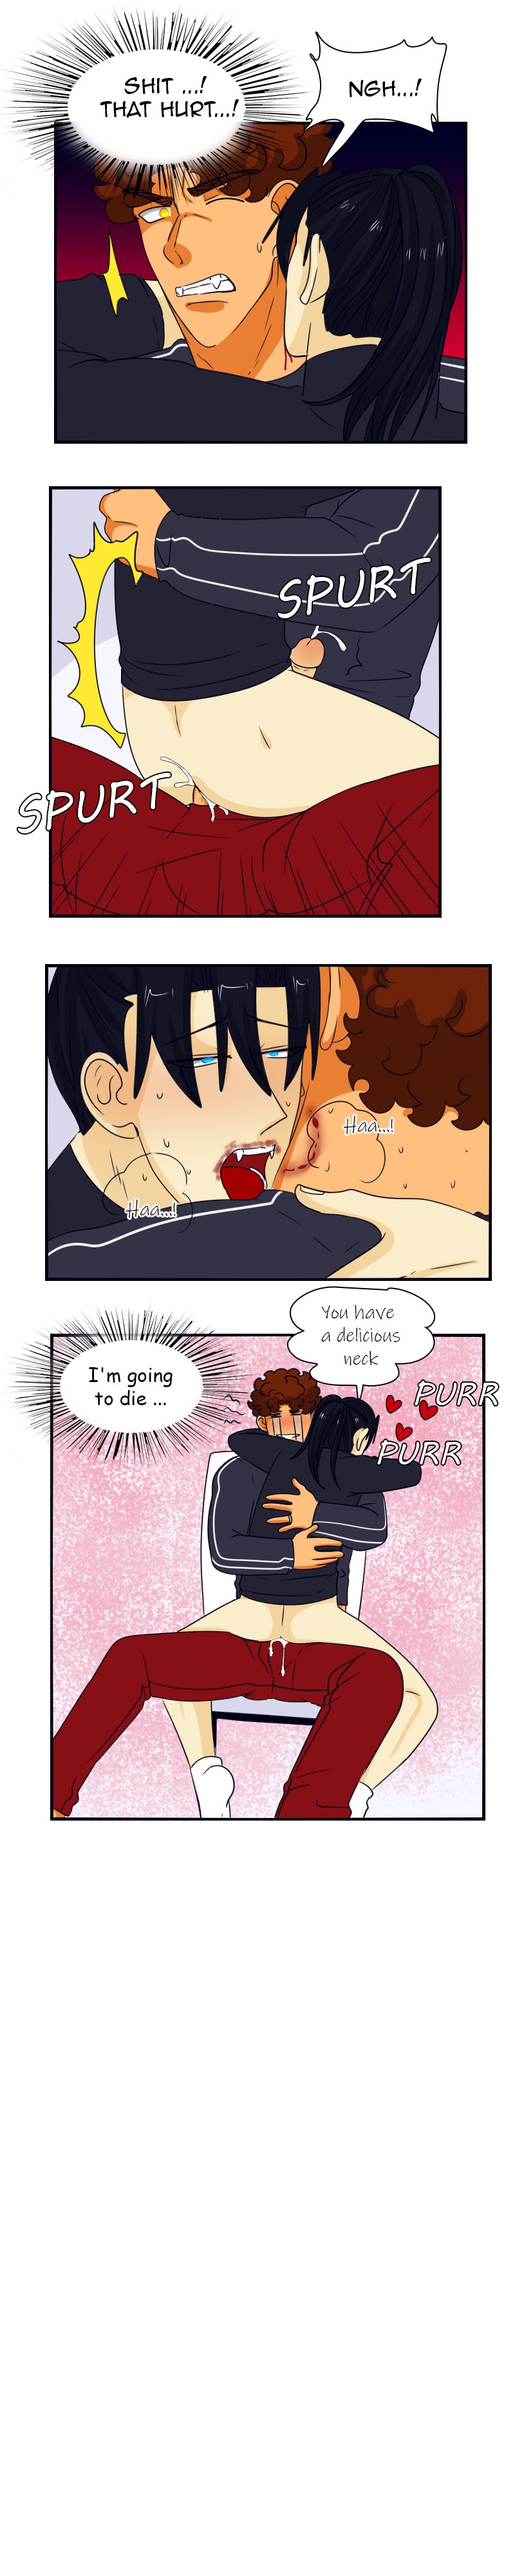 SHIT ...!
THAT HURT...!
NGH...!
SPURT
SPURT
Haa...!
Haa...!
You have
a delicious
neck
I'm going
to die ...
PURR
PURR